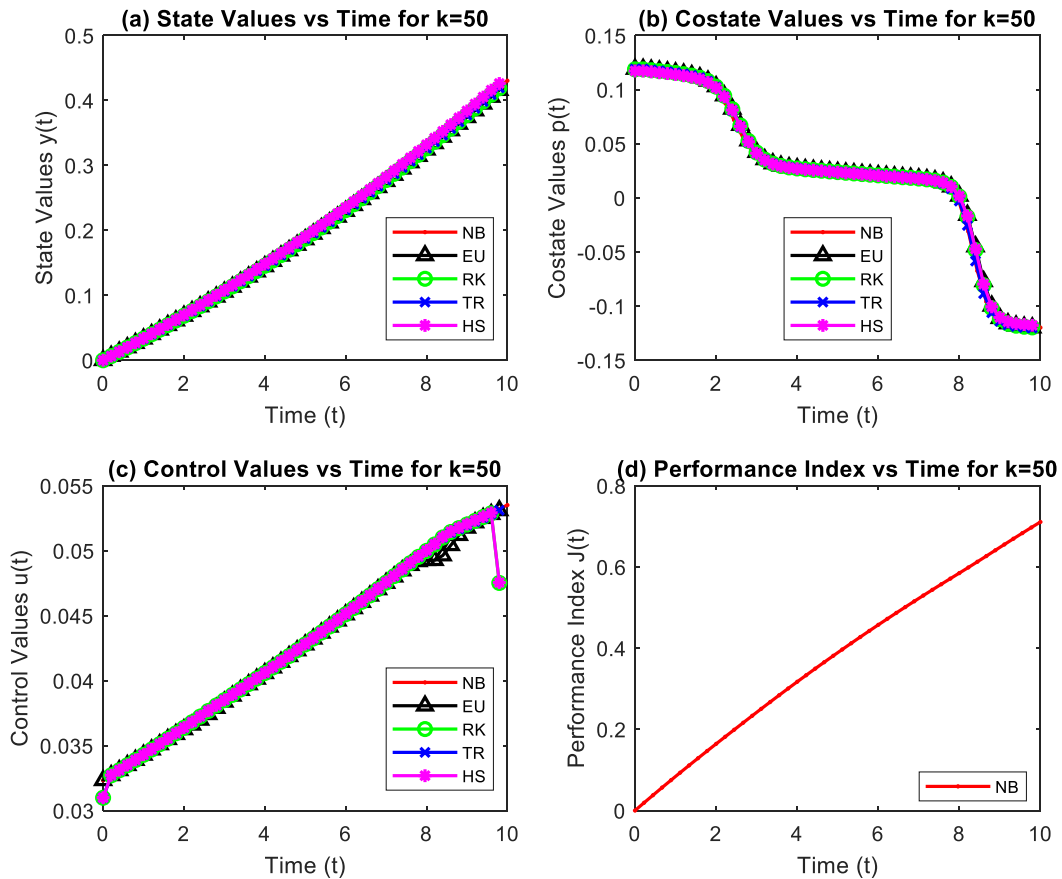 (a) State Values vs Time for k=50
State Values y(t)
0.5
0.4
0.3
0.2
0.1
0
0 2 4 6 8 10
Time (t)
NB
EU
RK
TR
HS
(b) Costate Values vs Time for k=50
Costate Values p(t)
0.15
0.1
0.05
0
-0.05
-0.1
-0.15
0 2 4 6 8 10
Time (t)
NB
EU
RK
TR
HS
(c) Control Values vs Time for k=50
Control Values u(t)
0.055
0.05
0.045
0.04
0.035
0.03
0 2 4 6 8 10
Time (t)
NB
EU
RK
TR
HS
(d) Performance Index vs Time for k=50
Performance Index J(t)
0.8
0.6
0.4
0.2
0
0 2 4 6 8 10
Time (t)
NB